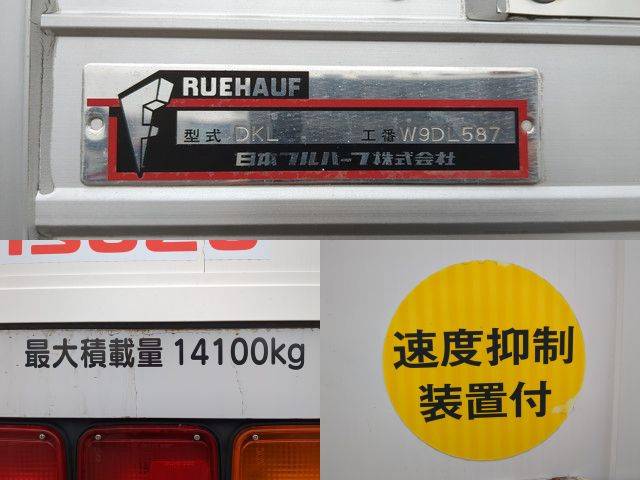 RUEHAUF
型式 DKL 工番 W9DL587
日本フルハーフ株式会社
ISUZU
最大積載量 14100kg
速度抑制
装置付